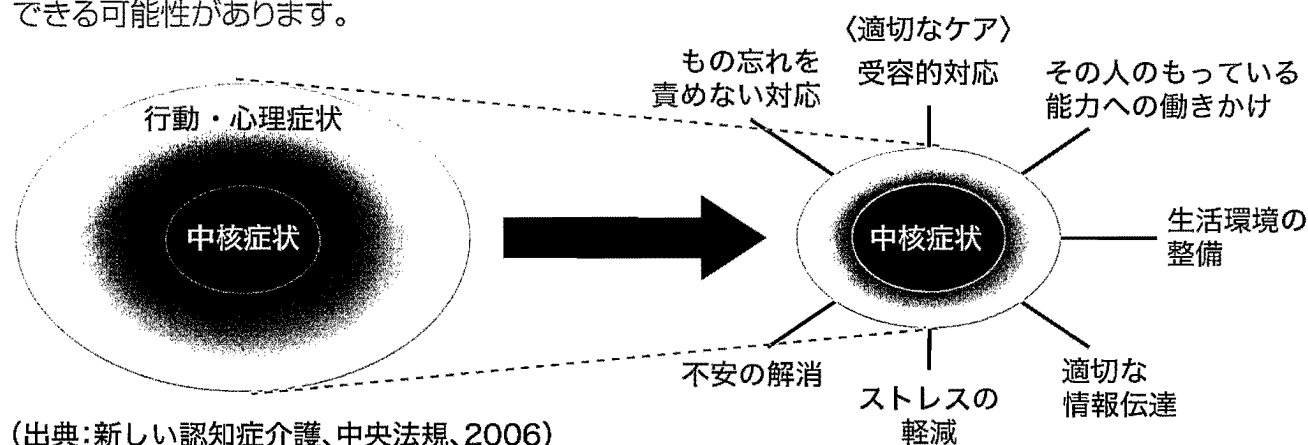 できる可能性があります。
行動・心理症状
中核症状
〈適切なケア〉
受容的対応
もの忘れを
責めない対応
その人のもっている
能力への働きかけ
中核症状
生活環境の
整備
適切な
情報伝達
ストレスの
軽減
不安の解消
(出典:新しい認知症介護、中央法規、2006)